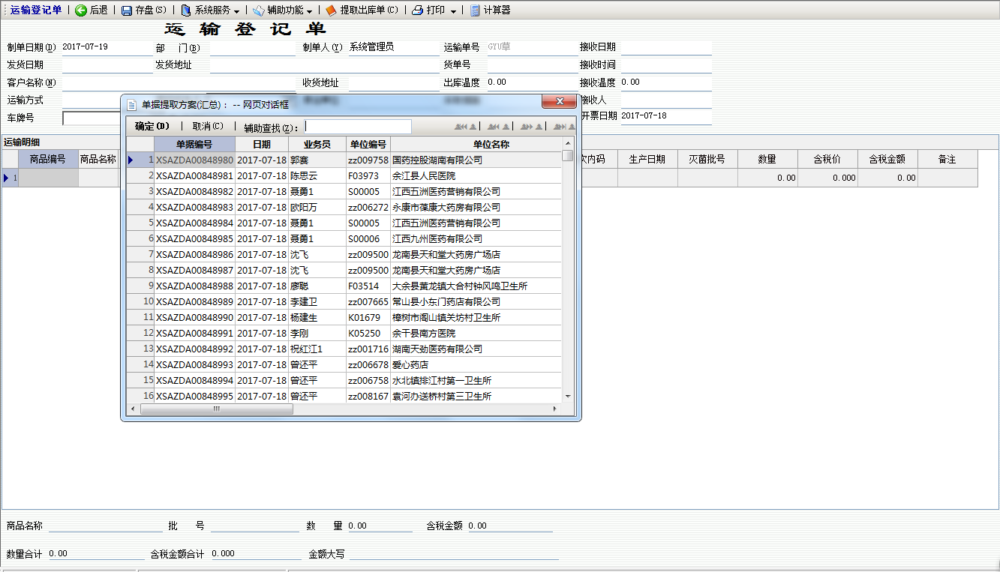 运输登记单 后退 存盘(S) 系统服务 辅助功能 提取出库单(C) 打印 计算器
运输登记单
制单日期(D) 2017-07-19 部 门(B) 制单人(Y) 系统管理员 运输单号 GYU草 接收日期
发货日期 发货地址 货单号 接收时间
客户名称(N) 收货地址 出库温度 0.00 接收温度 0.00
运输方式 接收人
车牌号 开票日期 2017-07-18
单据提取方案(汇总)： -- 网页对话框
确定(O) 取消(C) 辅助查找(Z)：
运输明细
单据编号 日期 业务员 单位编号 单位名称
1 XSAZDA00848980 2017-07-18 郭赛 zz009758 国药控股湖南有限公司
2 XSAZDA00848981 2017-07-18 陈思云 F03973 余江县人民医院
3 XSAZDA00848982 2017-07-18 聂勇1 S00005 江西五洲医药营销有限公司
4 XSAZDA00848983 2017-07-18 欧阳万 zz006272 永康市葆康大药房有限公司
5 XSAZDA00848984 2017-07-18 聂勇1 S00005 江西五洲医药营销有限公司
6 XSAZDA00848985 2017-07-18 聂勇1 S00006 江西九州医药有限公司
7 XSAZDA00848986 2017-07-18 沈飞 zz009500 龙南县天和堂大药房广场店
8 XSAZDA00848987 2017-07-18 沈飞 zz009500 龙南县天和堂大药房广场店
9 XSAZDA00848988 2017-07-18 廖聪 F03514 大余县黄龙镇大合村钟风鸣卫生所
10 XSAZDA00848989 2017-07-18 李建卫 zz007665 常山县小东门药店有限公司
11 XSAZDA00848990 2017-07-18 杨建生 K01679 樟树市阁山镇关坊村卫生所
12 XSAZDA00848991 2017-07-18 李刚 K05250 余干县南方医院
13 XSAZDA00848992 2017-07-18 祝红江1 zz001716 湖南天劲医药有限公司
14 XSAZDA00848993 2017-07-18 曾还平 zz006678 爱心药店
15 XSAZDA00848994 2017-07-18 曾还平 zz006758 水北镇排江村第一卫生所
16 XSAZDA00848995 2017-07-18 曾还平 zz008167 袁河办送桥村第三卫生所
商品编号 商品名称 次内码 生产日期 灭菌批号 数量 含税价 含税金额 备注
1 0.00 0.000 0.00
商品名称 批 号 数 量 0.00 含税金额 0.00
数量合计 0.00 含税金额合计 0.000 金额大写